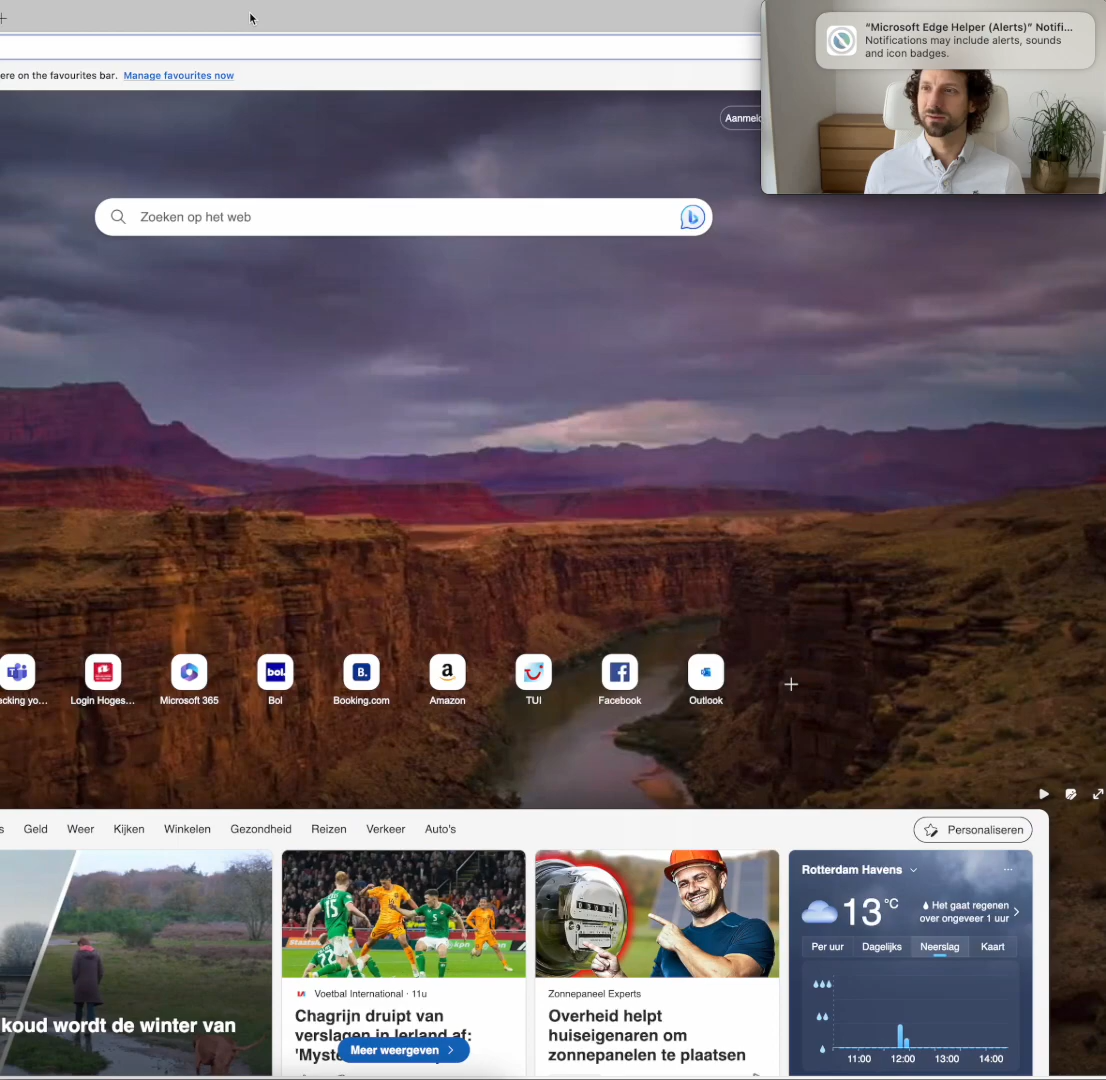 “Microsoft Edge Helper (Alerts)” Notifi...
Notifications may include alerts, sounds
and icon badges.
ere on the favourites bar. Manage favourites now
Aanmeld
Zoeken op het web
b
ecking yo...
Login Hoges...
Microsoft 365
bol.
Bol
B.
Booking.com
a
Amazon
TUI
Facebook
Outlook
s Geld Weer Kijken Winkelen Gezondheid Reizen Verkeer Auto's
Personaliseren
koud wordt de winter van
Voetbal International · 11u
Chagrijn druipt van
verslagen in Ierland af:
'Myste
Meer weergeven
Zonnepaneel Experts
Overheid helpt
huiseigenaren om
zonnepanelen te plaatsen
Rotterdam Havens
13 °C
Het gaat regenen
over ongeveer 1 uur
Per uur Dagelijks Neerslag Kaart
11:00 12:00 13:00 14:00